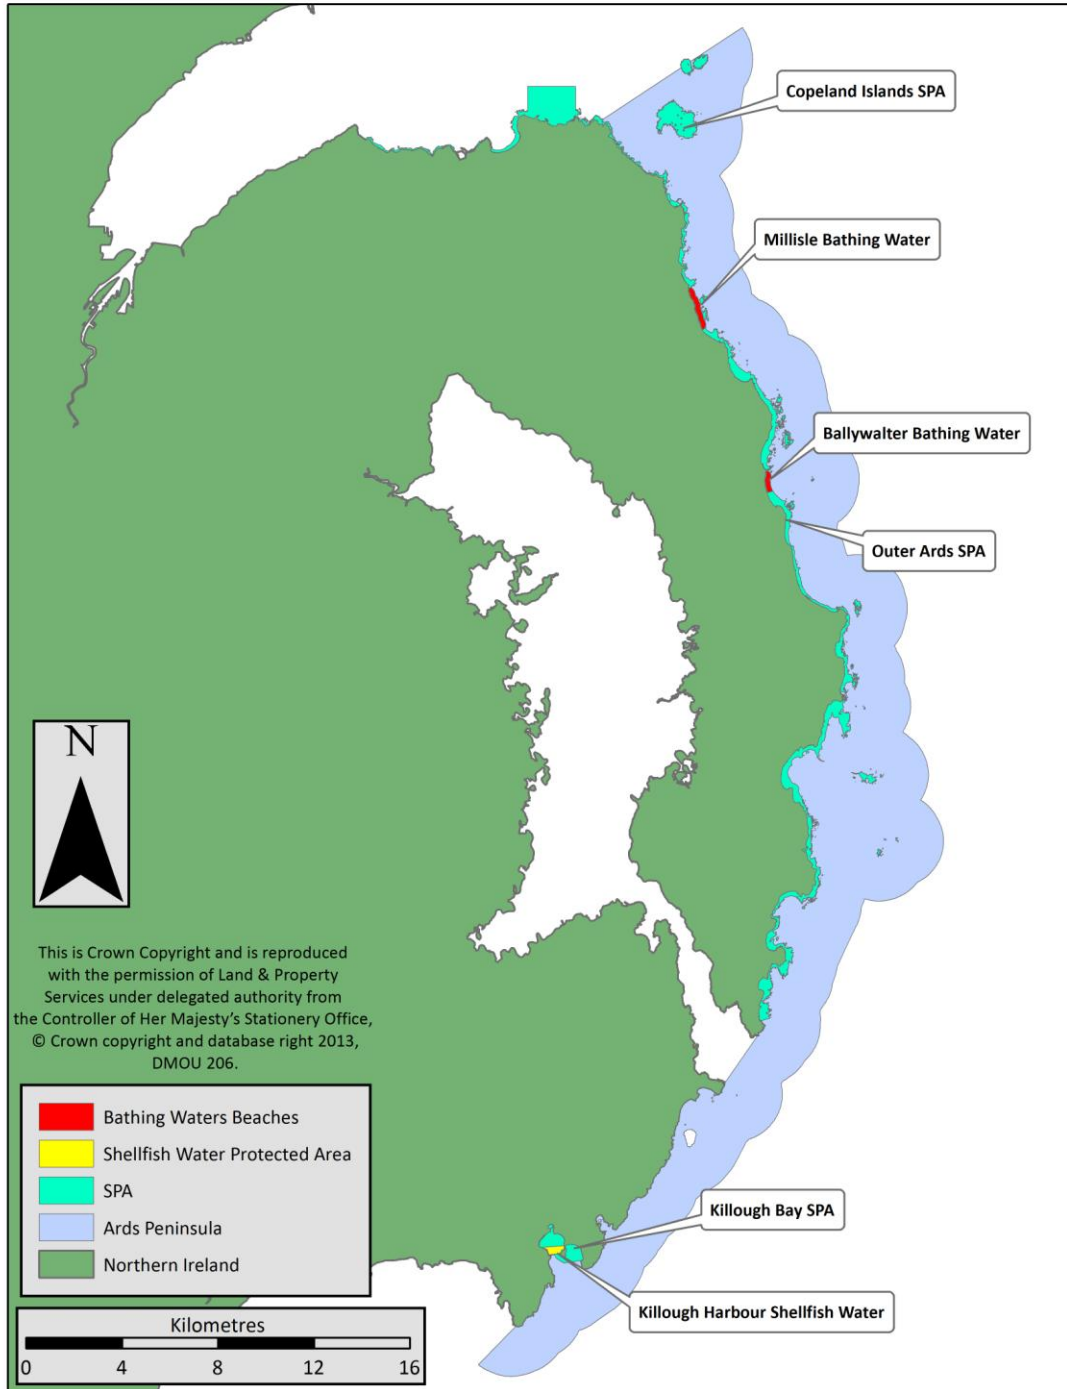 Copeland Islands SPA
Millisle Bathing Water
Ballywalter Bathing Water
Outer Ards SPA
N
This is Crown Copyright and is reproduced
with the permission of Land & Property
Services under delegated authority from
the Controller of Her Majesty's Stationery Office,
© Crown copyright and database right 2013,
DMOU 206.
Bathing Waters Beaches
Shellfish Water Protected Area
SPA
Ards Peninsula
Northern Ireland
Killough Bay SPA
Killough Harbour Shellfish Water
Kilometres
0 4 8 12 16